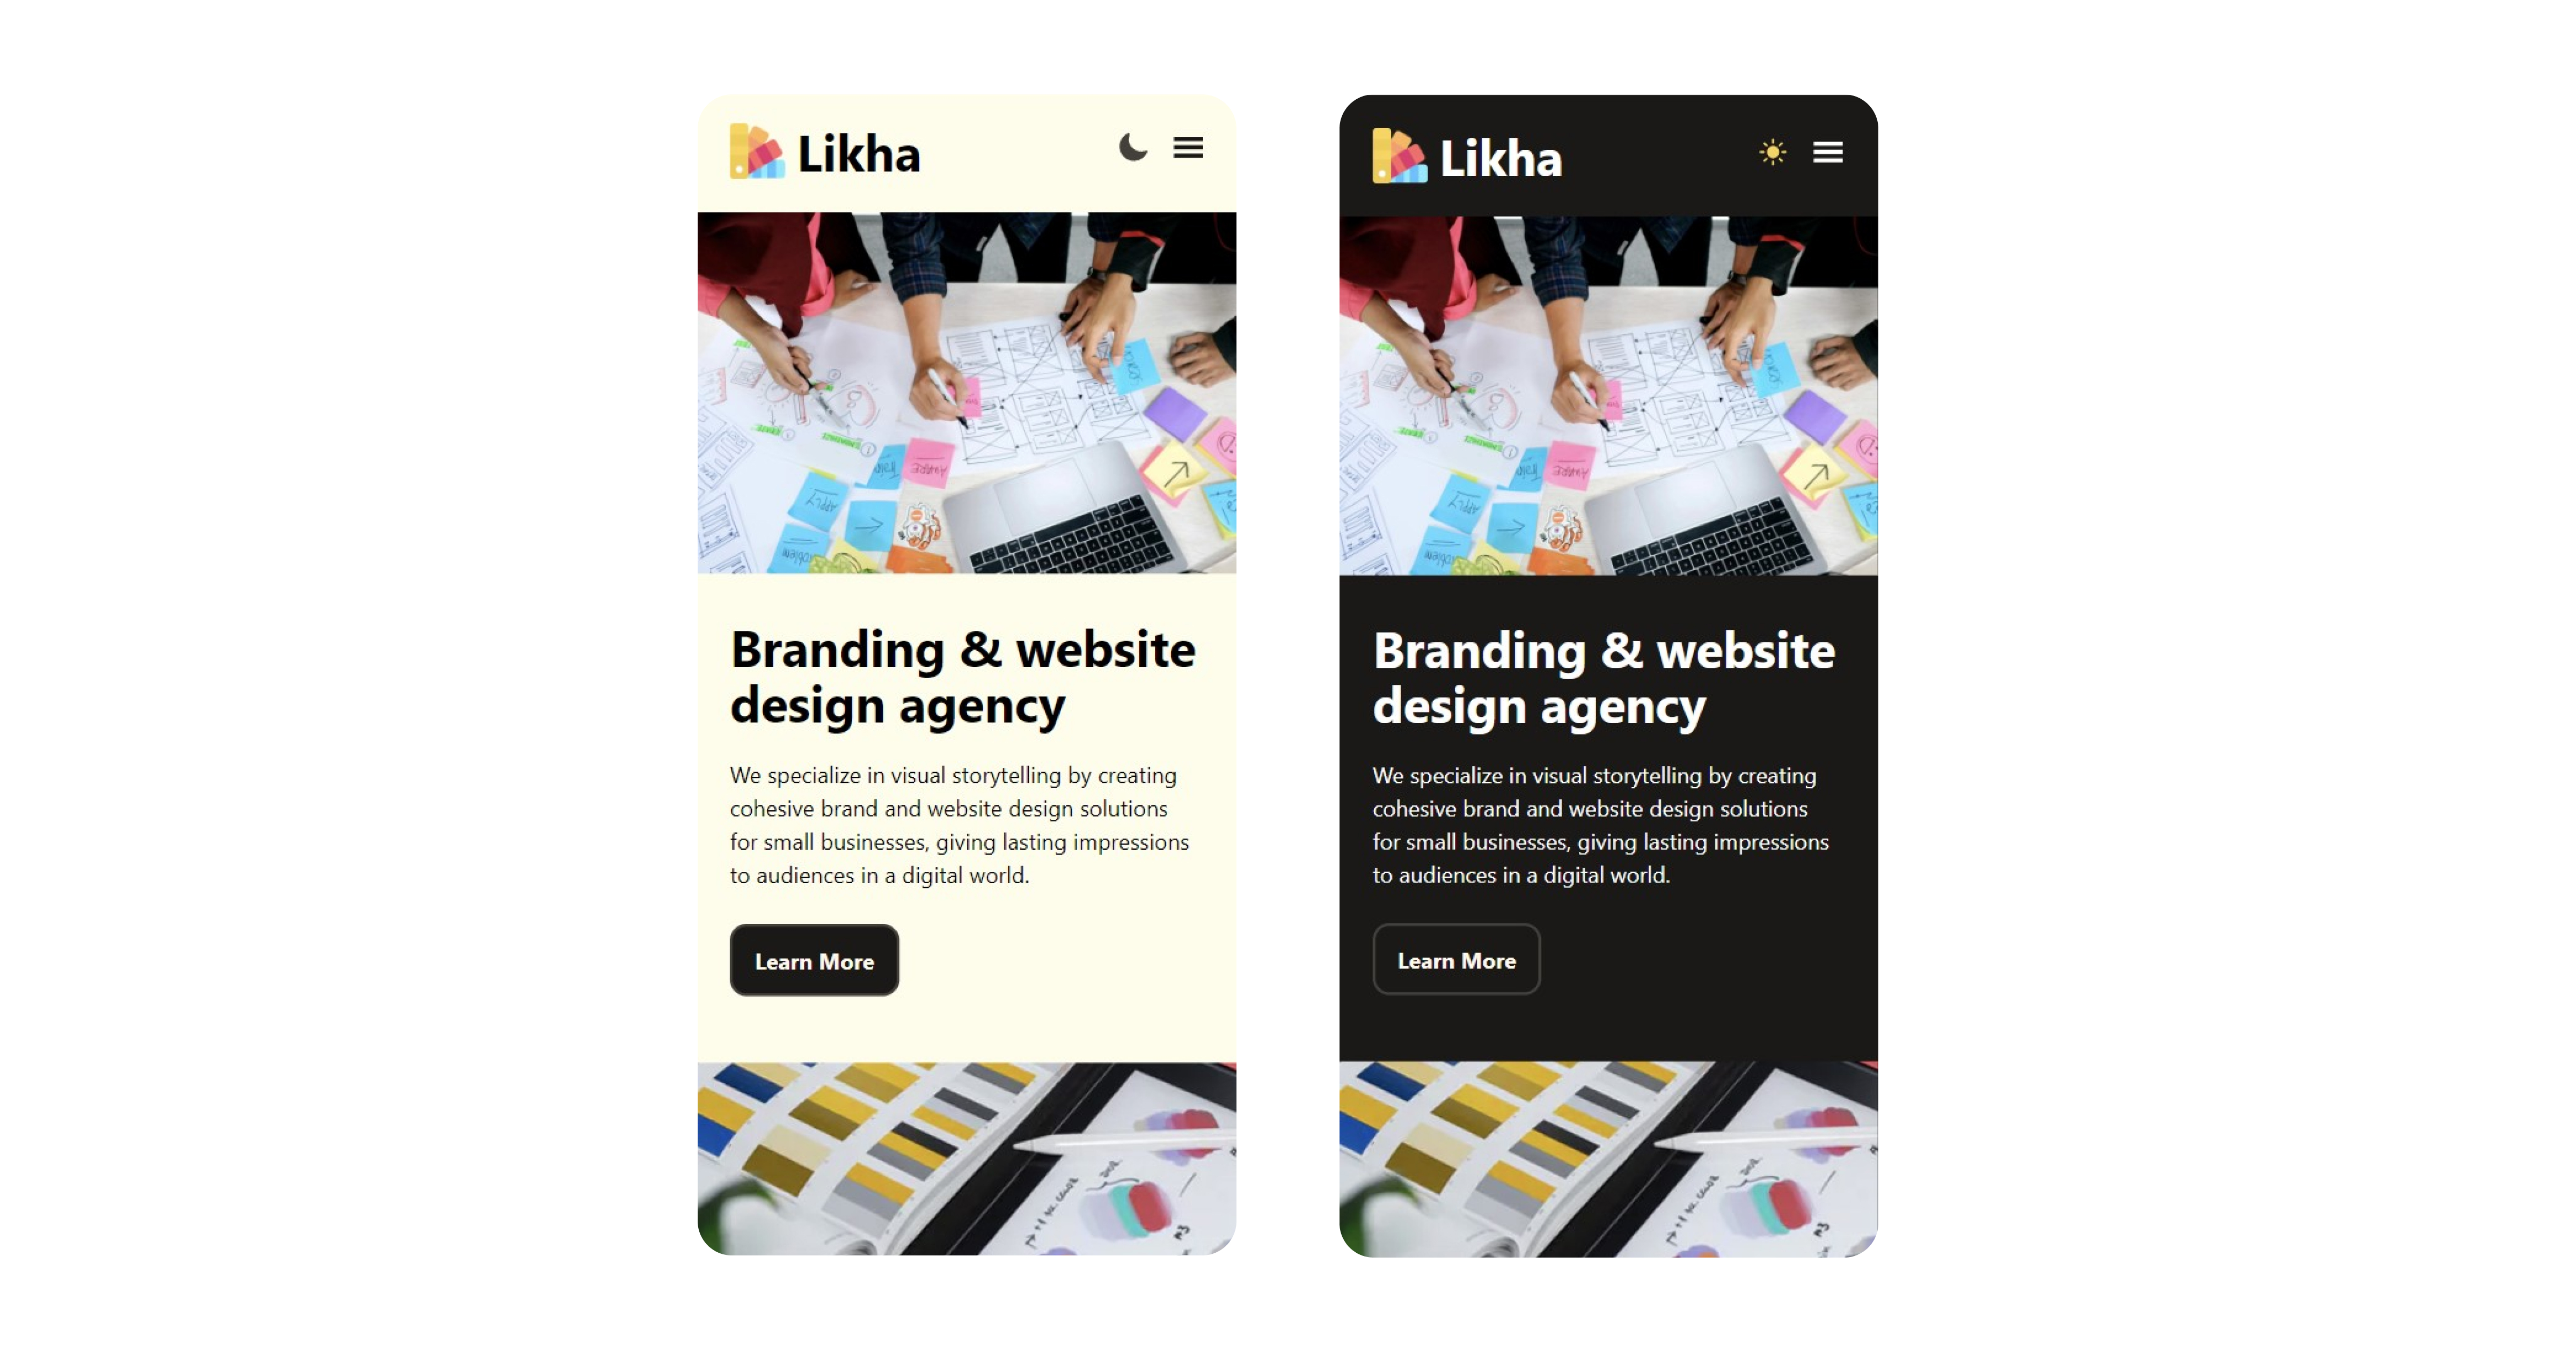 Likha
Branding & website
design agency
We specialize in visual storytelling by creating
cohesive brand and website design solutions
for small businesses, giving lasting impressions
to audiences in a digital world.
Learn More
Likha
Branding & website
design agency
We specialize in visual storytelling by creating
cohesive brand and website design solutions
for small businesses, giving lasting impressions
to audiences in a digital world.
Learn More